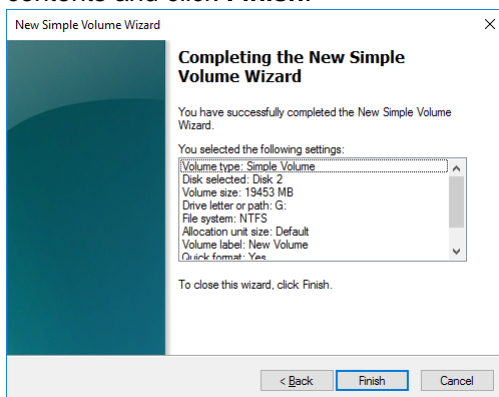 contents and click Finish.
New Simple Volume Wizard
Completing the New Simple
Volume Wizard
You have successfully completed the New Simple Volume
Wizard.
You selected the following settings:
Volume type: Simple Volume
Disk selected: Disk 2
Volume size: 19453 MB
Drive letter or path: G:
File system: NTFS
Allocation unit size: Default
Volume label: New Volume
Quick format: Yes
To close this wizard, click Finish.
< Back
Finish
Cancel